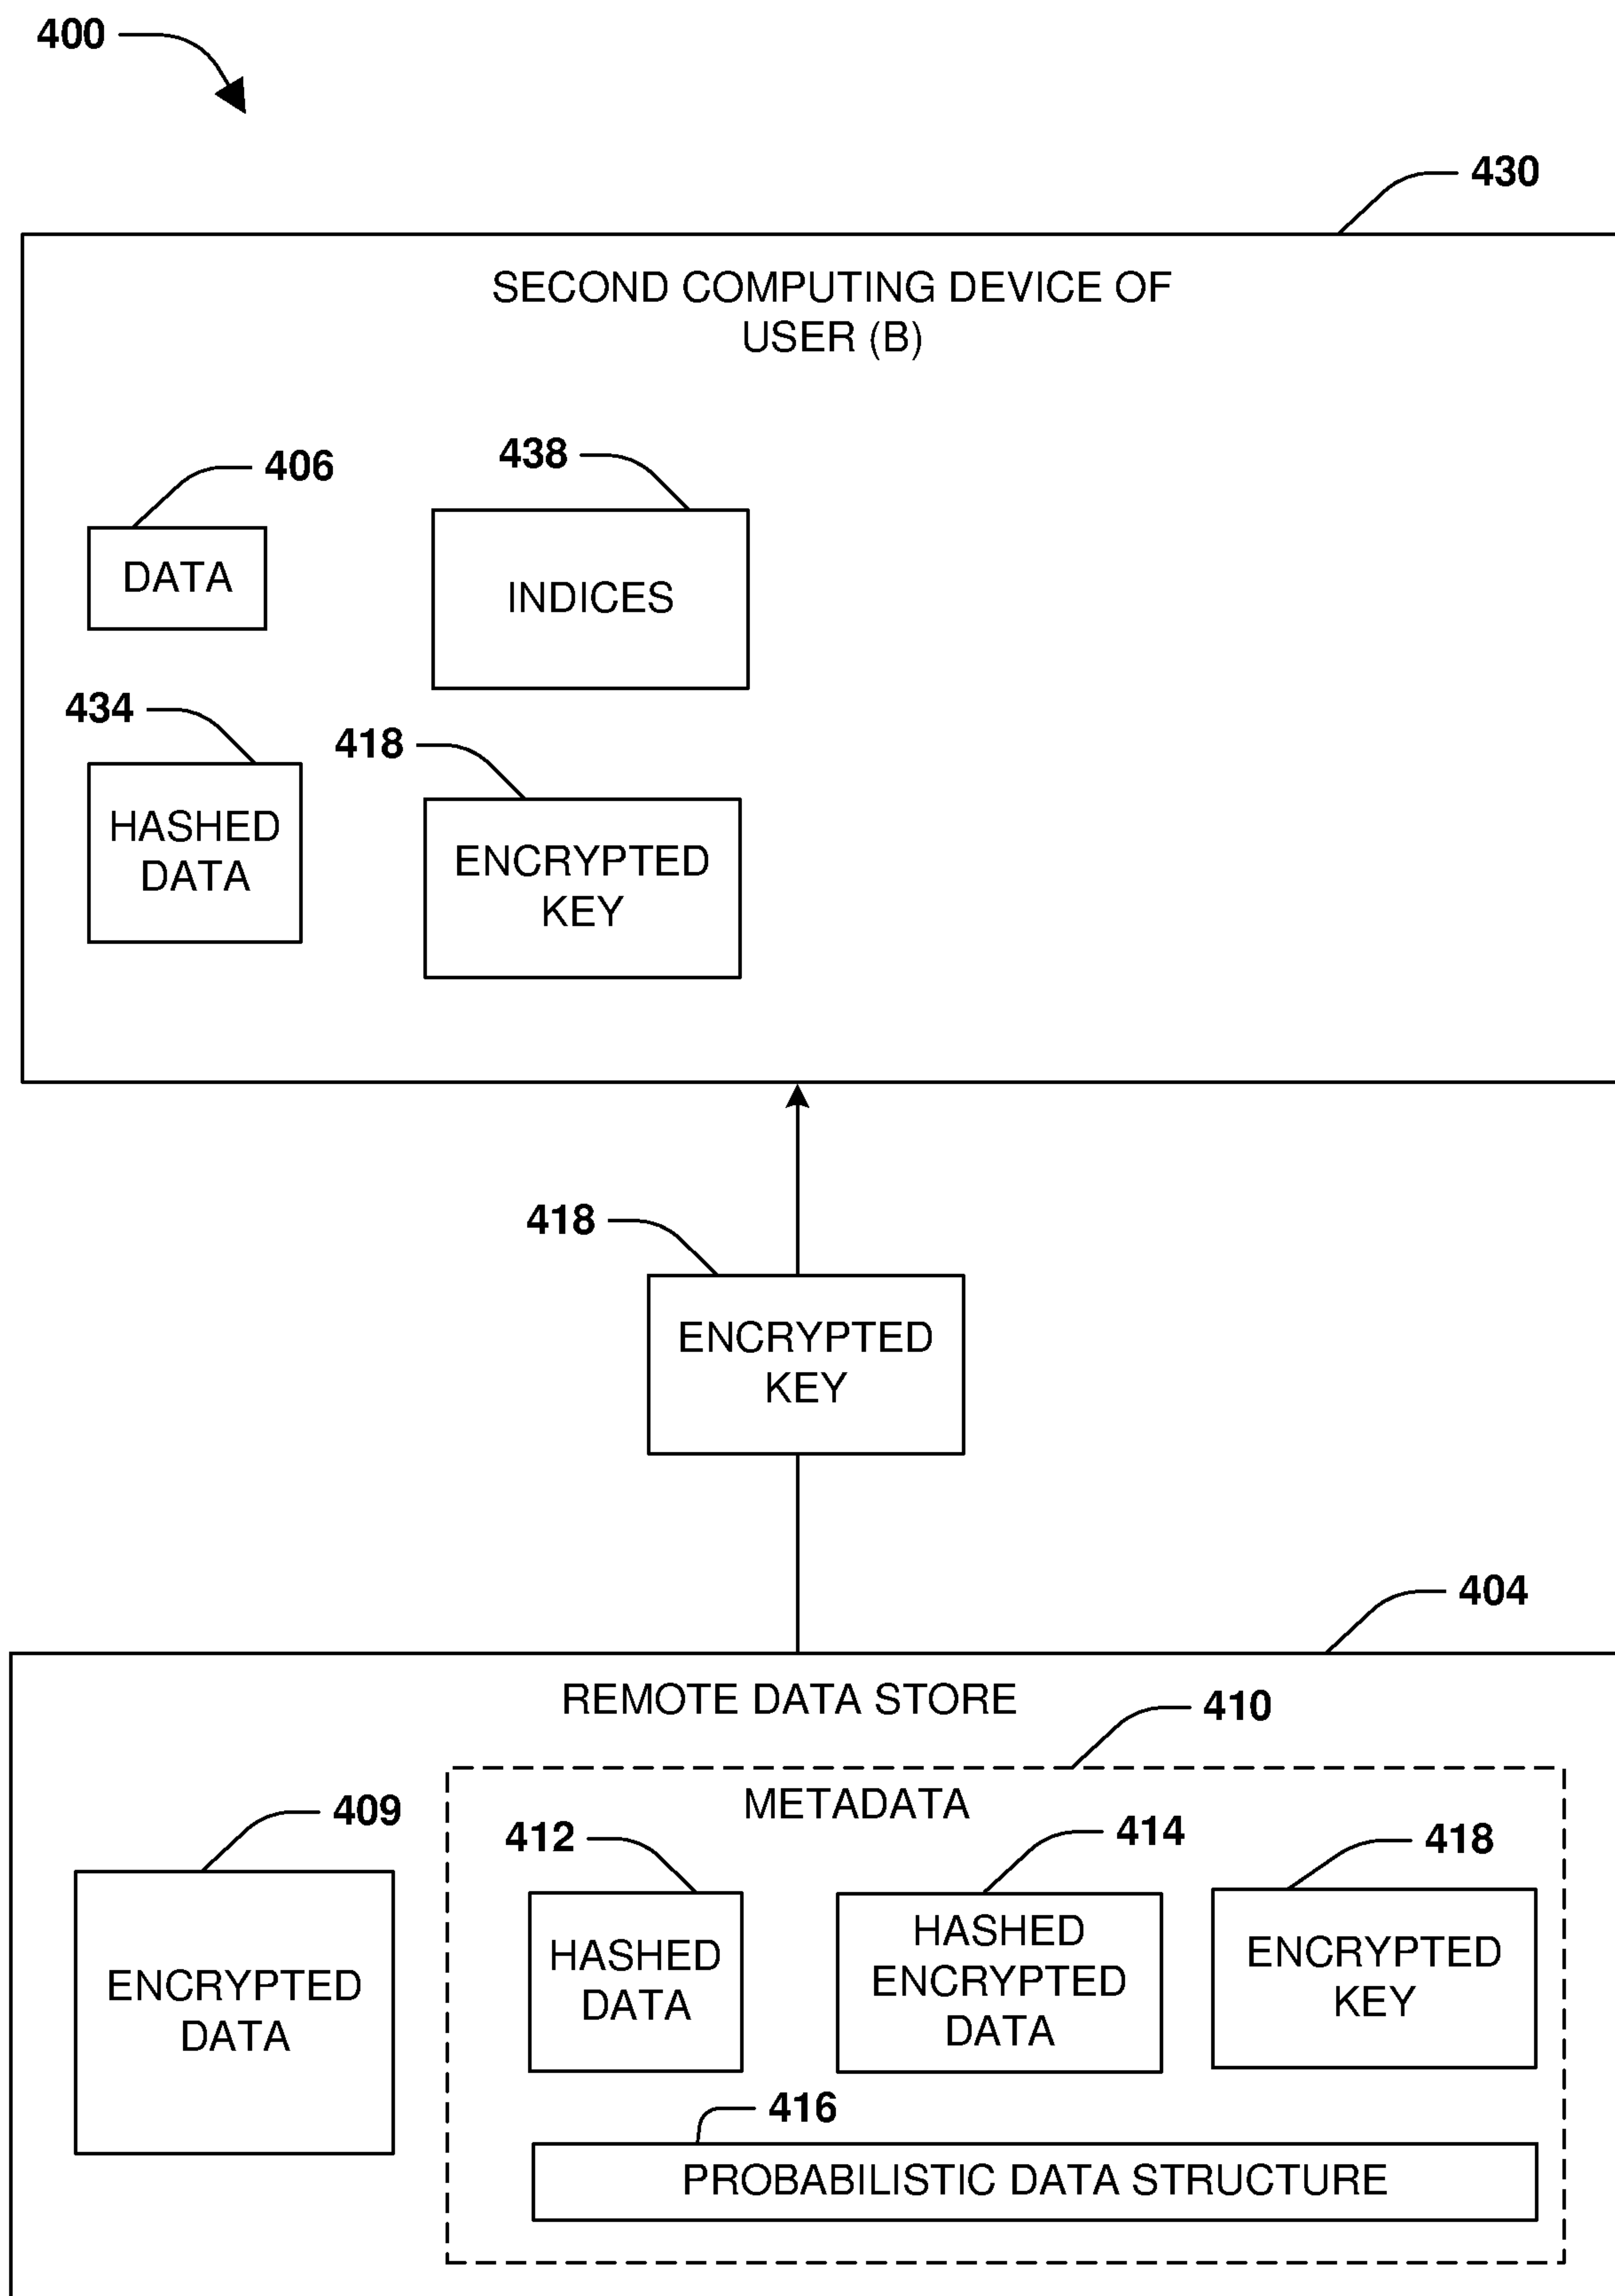 400
430
SECOND COMPUTING DEVICE OF
USER (B)
406
438
DATA
INDICES
434
418
HASHED
DATA
ENCRYPTED
KEY
418
ENCRYPTED
KEY
404
REMOTE DATA STORE
410
METADATA
409
412
414
418
ENCRYPTED
DATA
HASHED
DATA
HASHED
ENCRYPTED
DATA
ENCRYPTED
KEY
416
PROBABILISTIC DATA STRUCTURE